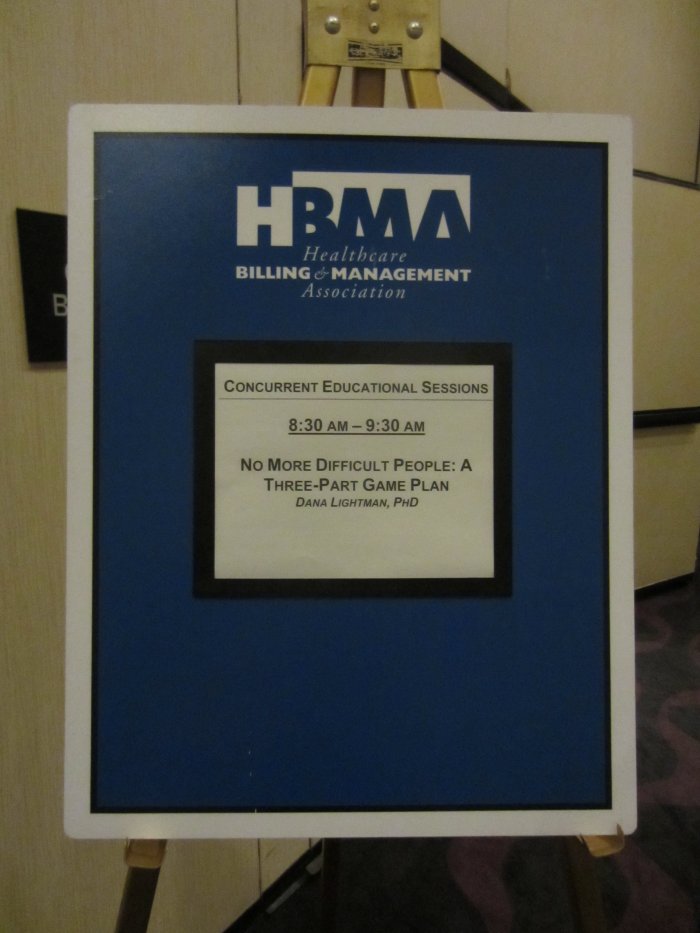 HBMA
Healthcare
BILLING & MANAGEMENT
Association
CONCURRENT EDUCATIONAL SESSIONS
8:30 AM – 9:30 AM
NO MORE DIFFICULT PEOPLE: A
THREE-PART GAME PLAN
DANA LIGHTMAN, PHD